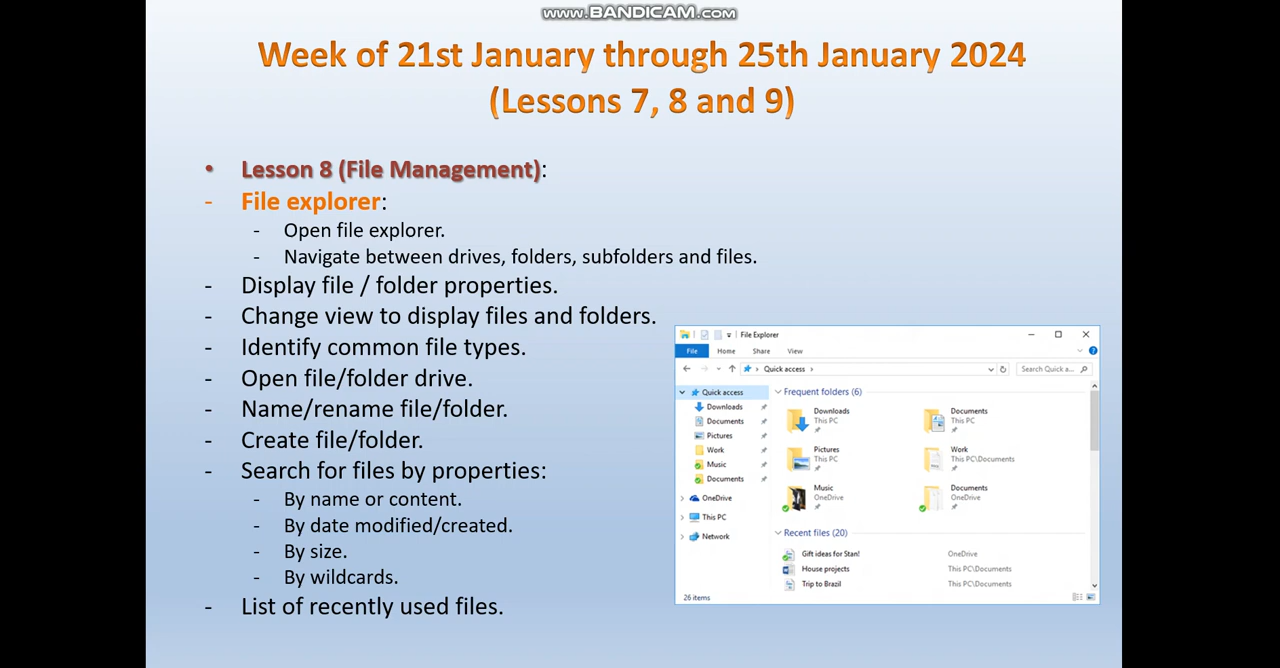 www.BANDICAM.com
Week of 21st January through 25th January 2024
(Lessons 7, 8 and 9)
• Lesson 8 (File Management):
- File explorer:
- Open file explorer.
- Navigate between drives, folders, subfolders and files.
- Display file / folder properties.
- Change view to display files and folders.
- Identify common file types.
- Open file/folder drive.
- Name/rename file/folder.
- Create file/folder.
- Search for files by properties:
- By name or content.
- By date modified/created.
- By size.
- By wildcards.
- List of recently used files.
File Explorer
File Home Share View
Quick access
Search Quick a...
Quick access
Downloads
Documents
Pictures
Work
Music
Documents
OneDrive
This PC
Network
Frequent folders (6)
Downloads
This PC
Documents
This PC
Pictures
This PC
Work
This PC\Documents
Music
OneDrive
Documents
OneDrive
Recent files (20)
Gift ideas for Stan! OneDrive
House projects This PC\Documents
Trip to Brazil This PC\Documents
26 items